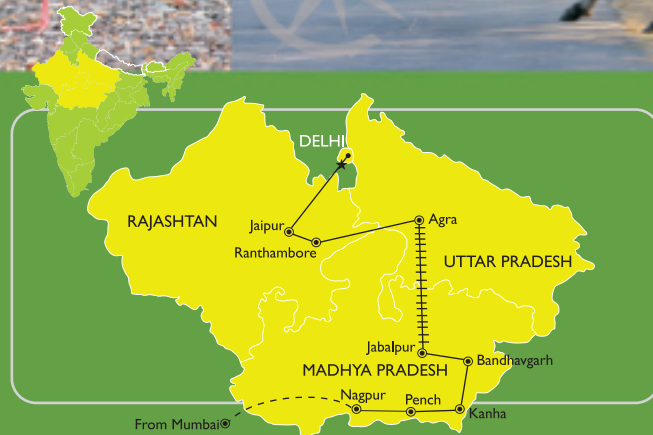 DELHI
RAJASHTAN
Jaipur
Agra
Ranthambore
UTTAR PRADESH
Jabalpur
Bandhavgarh
MADHYA PRADESH
Nagpur
Pench
Kanha
From Mumbai